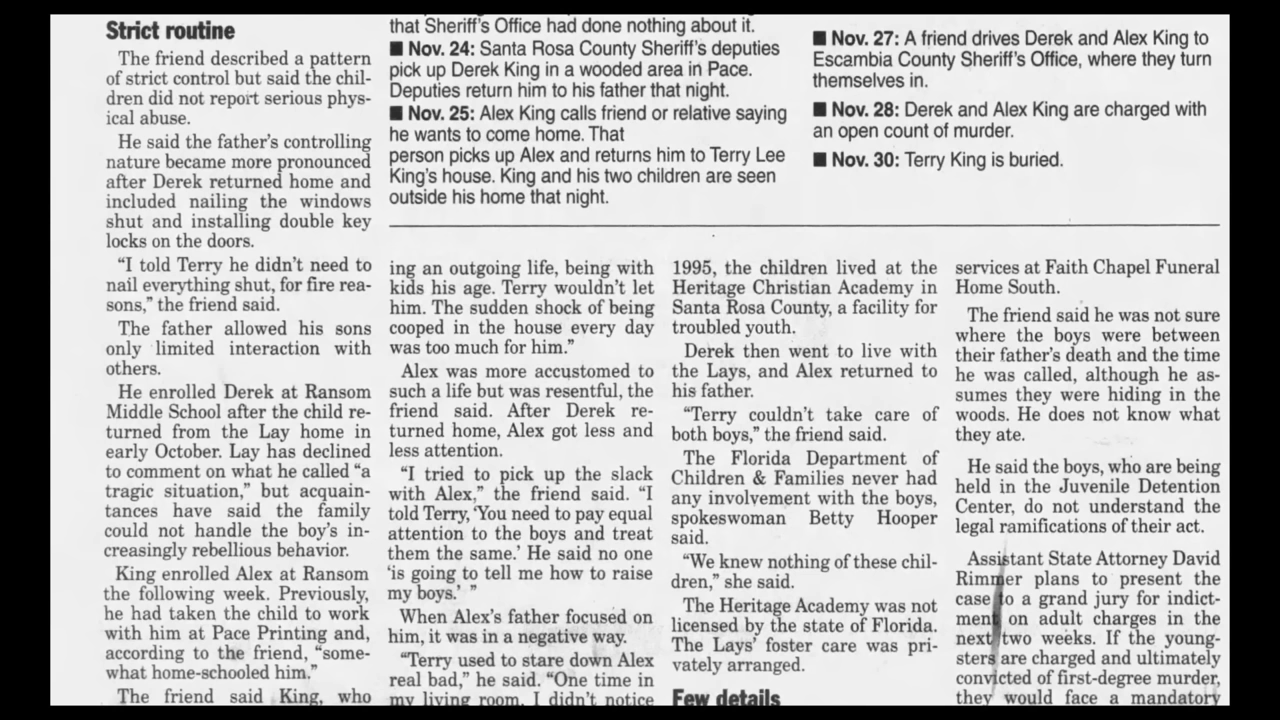 Strict routine
The friend described a pattern
of strict control but said the chil-
dren did not report serious phys-
ical abuse.
He said the father's controlling
nature became more pronounced
after Derek returned home and
included nailing the windows
shut and installing double key
locks on the doors.
"I told Terry he didn't need to
nail everything shut, for fire rea-
sons," the friend said.
The father allowed his sons
only limited interaction with
others.
He enrolled Derek at Ransom
Middle School after the child re-
turned from the Lay home in
early October. Lay has declined
to comment on what he called "a
tragic situation," but acquain-
tances have said the family
could not handle the boy's in-
creasingly rebellious behavior.
King enrolled Alex at Ransom
the following week. Previously,
he had taken the child to work
with him at Pace Printing and,
according to the friend, "some-
what home-schooled him."
The friend said King, who
that Sheriff's Office had done nothing about it.
■ Nov. 24: Santa Rosa County Sheriff's deputies
pick up Derek King in a wooded area in Pace.
Deputies return him to his father that night.
■ Nov. 25: Alex King calls friend or relative saying
he wants to come home. That
person picks up Alex and returns him to Terry Lee
King's house. King and his two children are seen
outside his home that night.
■ Nov. 27: A friend drives Derek and Alex King to
Escambia County Sheriff's Office, where they turn
themselves in.
■ Nov. 28: Derek and Alex King are charged with
an open count of murder.
■ Nov. 30: Terry King is buried.
ing an outgoing life, being with
kids his age. Terry wouldn't let
him. The sudden shock of being
cooped in the house every day
was too much for him."
Alex was more accustomed to
such a life but was resentful, the
friend said. After Derek re-
turned home, Alex got less and
less attention.
"I tried to pick up the slack
with Alex," the friend said. "I
told Terry, 'You need to pay equal
attention to the boys and treat
them the same.' He said no one
'is going to tell me how to raise
my boys.' "
When Alex's father focused on
him, it was in a negative way.
"Terry used to stare down Alex
real bad," he said. "One time in
my living room, I didn't notice
1995, the children lived at the
Heritage Christian Academy in
Santa Rosa County, a facility for
troubled youth.
Derek then went to live with
the Lays, and Alex returned to
his father.
"Terry couldn't take care of
both boys," the friend said.
The Florida Department of
Children & Families never had
any involvement with the boys,
spokeswoman Betty Hooper
said.
"We knew nothing of these chil-
dren," she said.
The Heritage Academy was not
licensed by the state of Florida.
The Lays' foster care was pri-
vately arranged.
Few details
services at Faith Chapel Funeral
Home South.
The friend said he was not sure
where the boys were between
their father's death and the time
he was called, although he as-
sumes they were hiding in the
woods. He does not know what
they ate.
He said the boys, who are being
held in the Juvenile Detention
Center, do not understand the
legal ramifications of their act.
Assistant State Attorney David
Rimmer plans to present the
case to a grand jury for indict-
ment on adult charges in the
next two weeks. If the young-
sters are charged and ultimately
convicted of first-degree murder,
they would face a mandatory